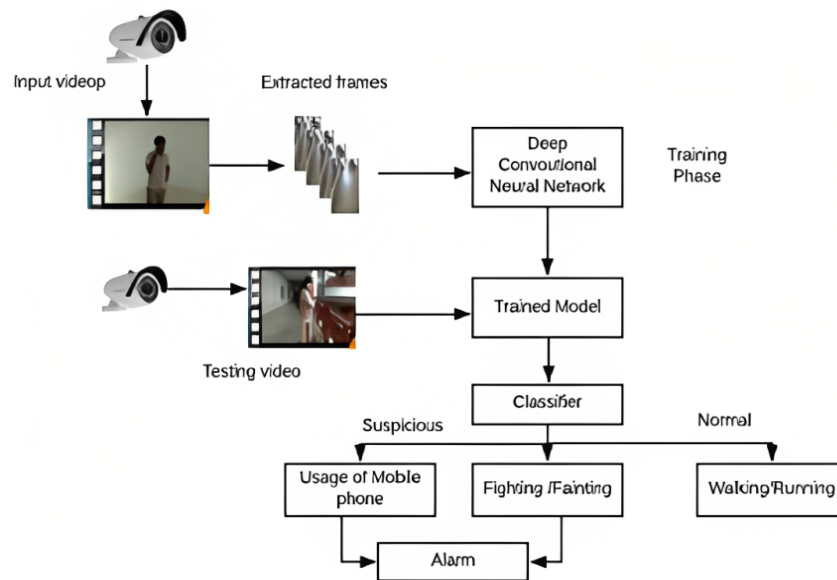 Input videop
Extracted frames
Deep
Convoutional
Neural Network
Training
Phase
Trained Model
Testing video
Classifier
Suspicious
Normal
Usage of Mobile
phone
Fighting /Fainting
Walking/Running
Alarm